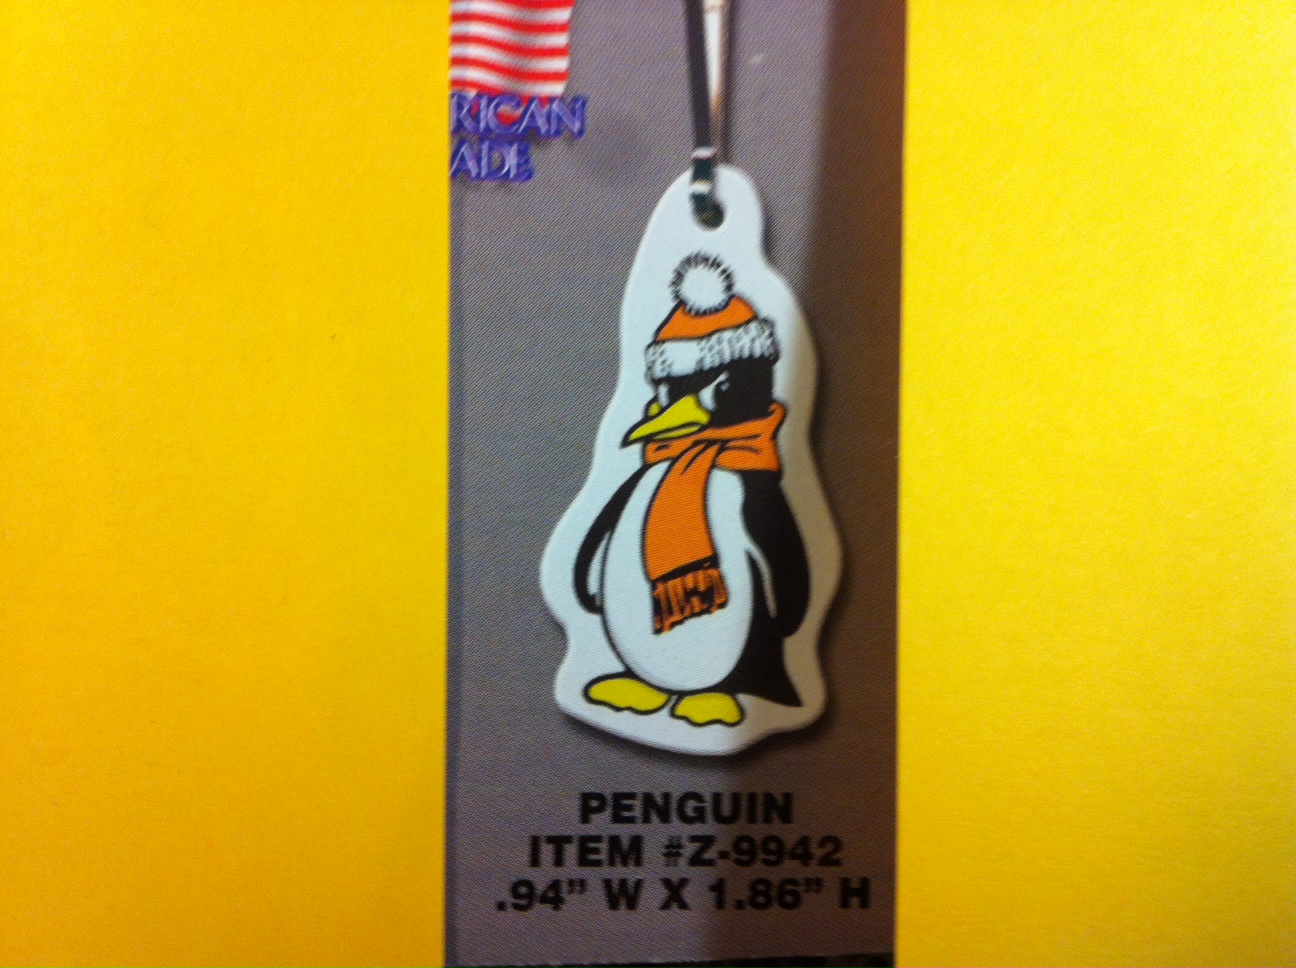 RICAN
ADE
PENGUIN
ITEM #Z-9942
.94” W X 1.86” H